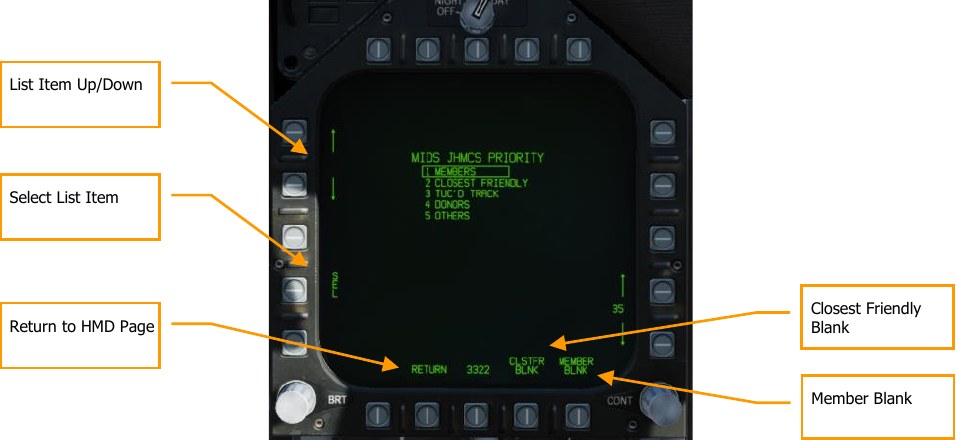 NIGHT
DAY
OFF
List Item Up/Down
MIDS JHMCS PRIORITY
1 MEMBERS
2 CLOSEST FRIENDLY
3 TUC'D TRACK
4 DONORS
5 OTHERS
Select List Item
SEL
35
Closest Friendly
Blank
Return to HMD Page
RETURN
3322
CLSTFR
BLNK
MEMBER
BLNK
BRT
CONT
Member Blank